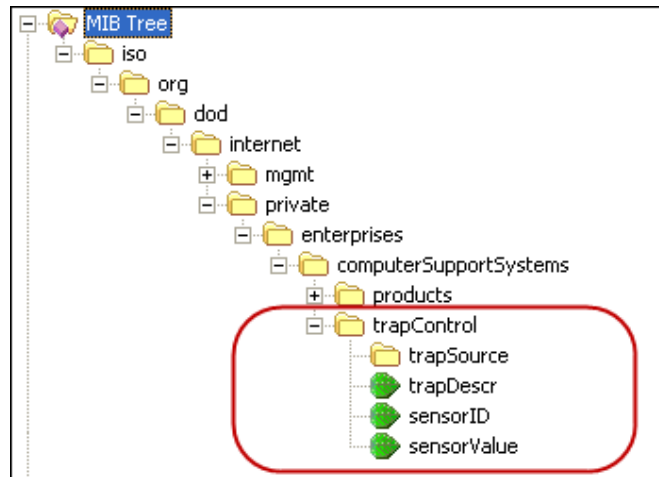 MIB Tree
iso
org
dod
internet
mgmt
private
enterprises
computerSupportSystems
products
trapControl
trapSource
trapDescr
sensorID
sensorValue